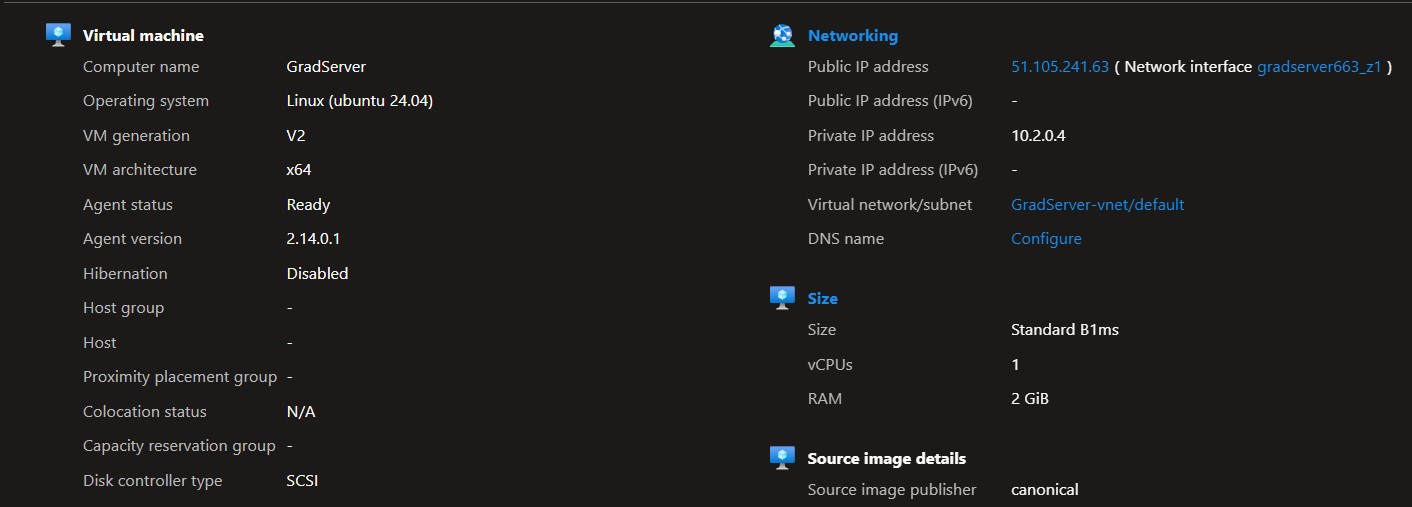 Virtual machine
Computer name GradServer
Operating system Linux (ubuntu 24.04)
VM generation V2
VM architecture x64
Agent status Ready
Agent version 2.14.0.1
Hibernation Disabled
Host group -
Host -
Proximity placement group -
Colocation status N/A
Capacity reservation group -
Disk controller type SCSI
Networking
Public IP address 51.105.241.63 ( Network interface gradserver663_z1 )
Public IP address (IPv6) -
Private IP address 10.2.0.4
Private IP address (IPv6) -
Virtual network/subnet GradServer-vnet/default
DNS name Configure
Size
Size Standard B1ms
vCPUs 1
RAM 2 GiB
Source image details
Source image publisher canonical